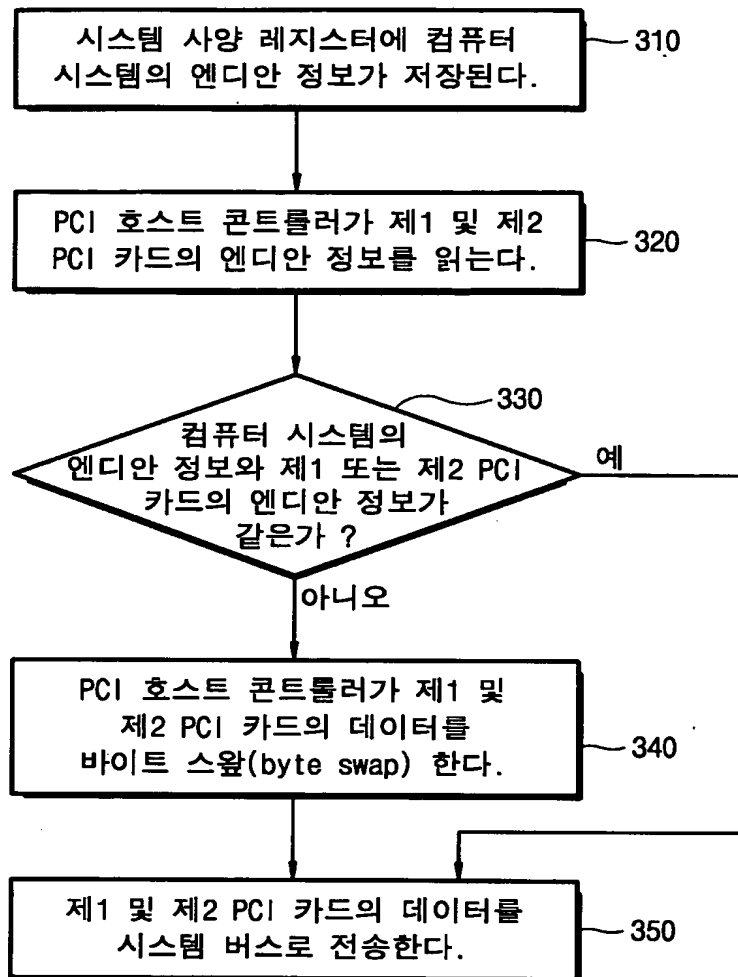 시스템 사양 레지스터에 컴퓨터
시스템의 엔디안 정보가 저장된다.
310
PCI 호스트 콘트롤러가 제1 및 제2
PCI 카드의 엔디안 정보를 읽는다.
320
330
컴퓨터 시스템의
엔디안 정보와 제1 또는 제2 PCI
카드의 엔디안 정보가
같은가 ?
예
아니오
PCI 호스트 콘트롤러가 제1 및
제2 PCI 카드의 데이터를
바이트 스왚(byte swap) 한다.
340
제1 및 제2 PCI 카드의 데이터를
시스템 버스로 전송한다.
350